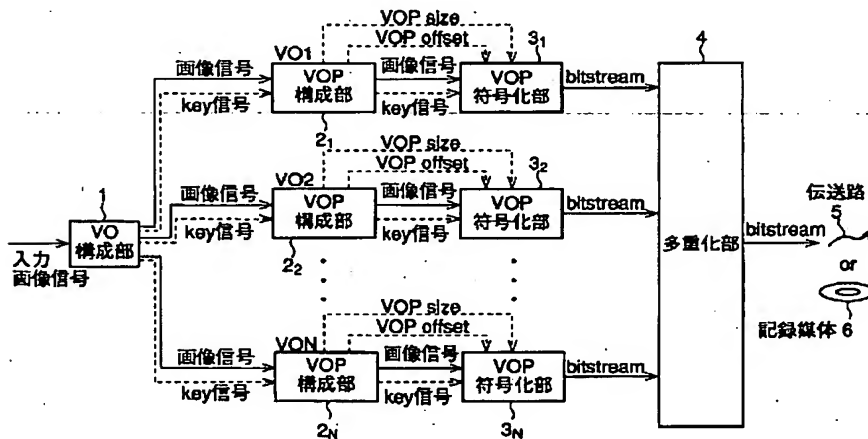 VOP size
VOP offset
VO1
画像信号
VOP
構成部
画像信号
3₁
VOP
符号化部
bitstream
4
key信号
key信号
2₁
VOP size
VOP offset
1
VO
構成部
画像信号
VO2
VOP
構成部
画像信号
3₂
VOP
符号化部
bitstream
key信号
key信号
2₂
入力
画像信号
多重化部
bitstream
伝送路
5
or
記録媒体 6
VOP size
VOP offset
VON
画像信号
VOP
構成部
画像信号
VOP
符号化部
bitstream
key信号
key信号
2N
3N